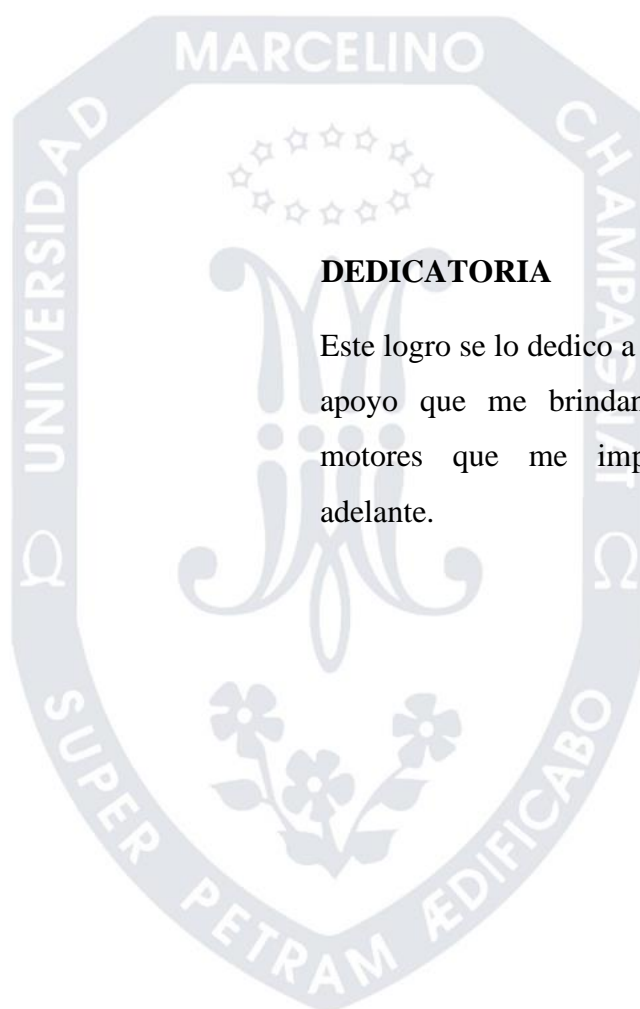 MARCELINO
UNIVERSIDAD
CHAMPAGNAT
DEDICATORIA
Este logro se lo dedico a
apoyo que me brindar
motores que me imp
adelante.
Ω
Ω
SUPER PETRAM ÆDIFICABO